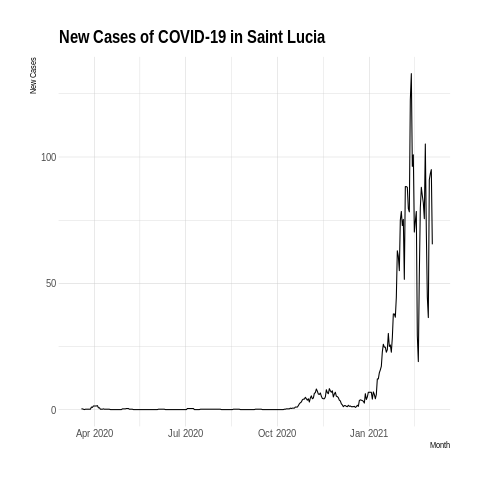 New Cases of COVID-19 in Saint Lucia
New Cases
100
50
0
Apr 2020 Jul 2020 Oct 2020 Jan 2021
Month